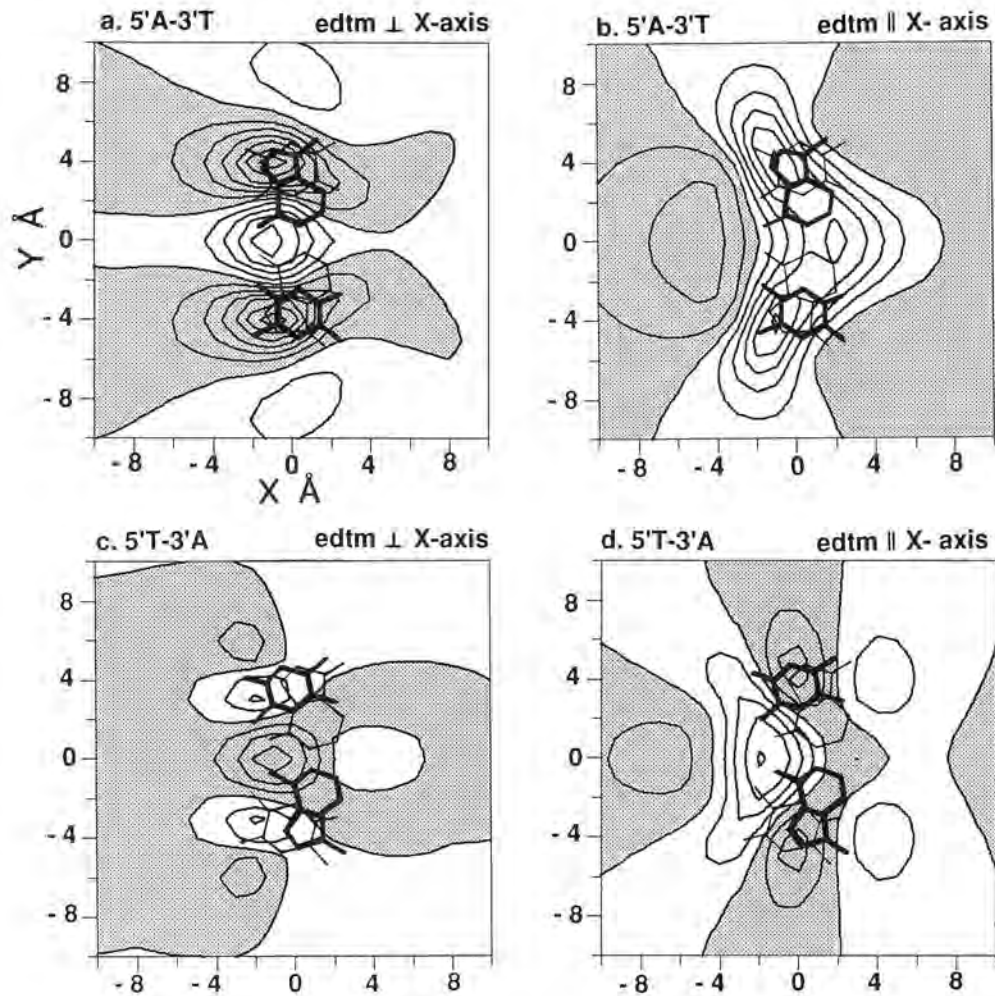 a. 5'A-3'T edtm ⊥ X-axis
b. 5'A-3'T edtm ∥ X- axis
8
4
0
- 4
- 8
Y Å
- 8 - 4 0 4 8
X Å
8
4
0
- 4
- 8
- 8 - 4 0 4 8
c. 5'T-3'A edtm ⊥ X-axis
d. 5'T-3'A edtm ∥ X- axis
8
4
0
- 4
- 8
- 8 - 4 0 4 8
8
4
0
- 4
- 8
- 8 - 4 0 4 8